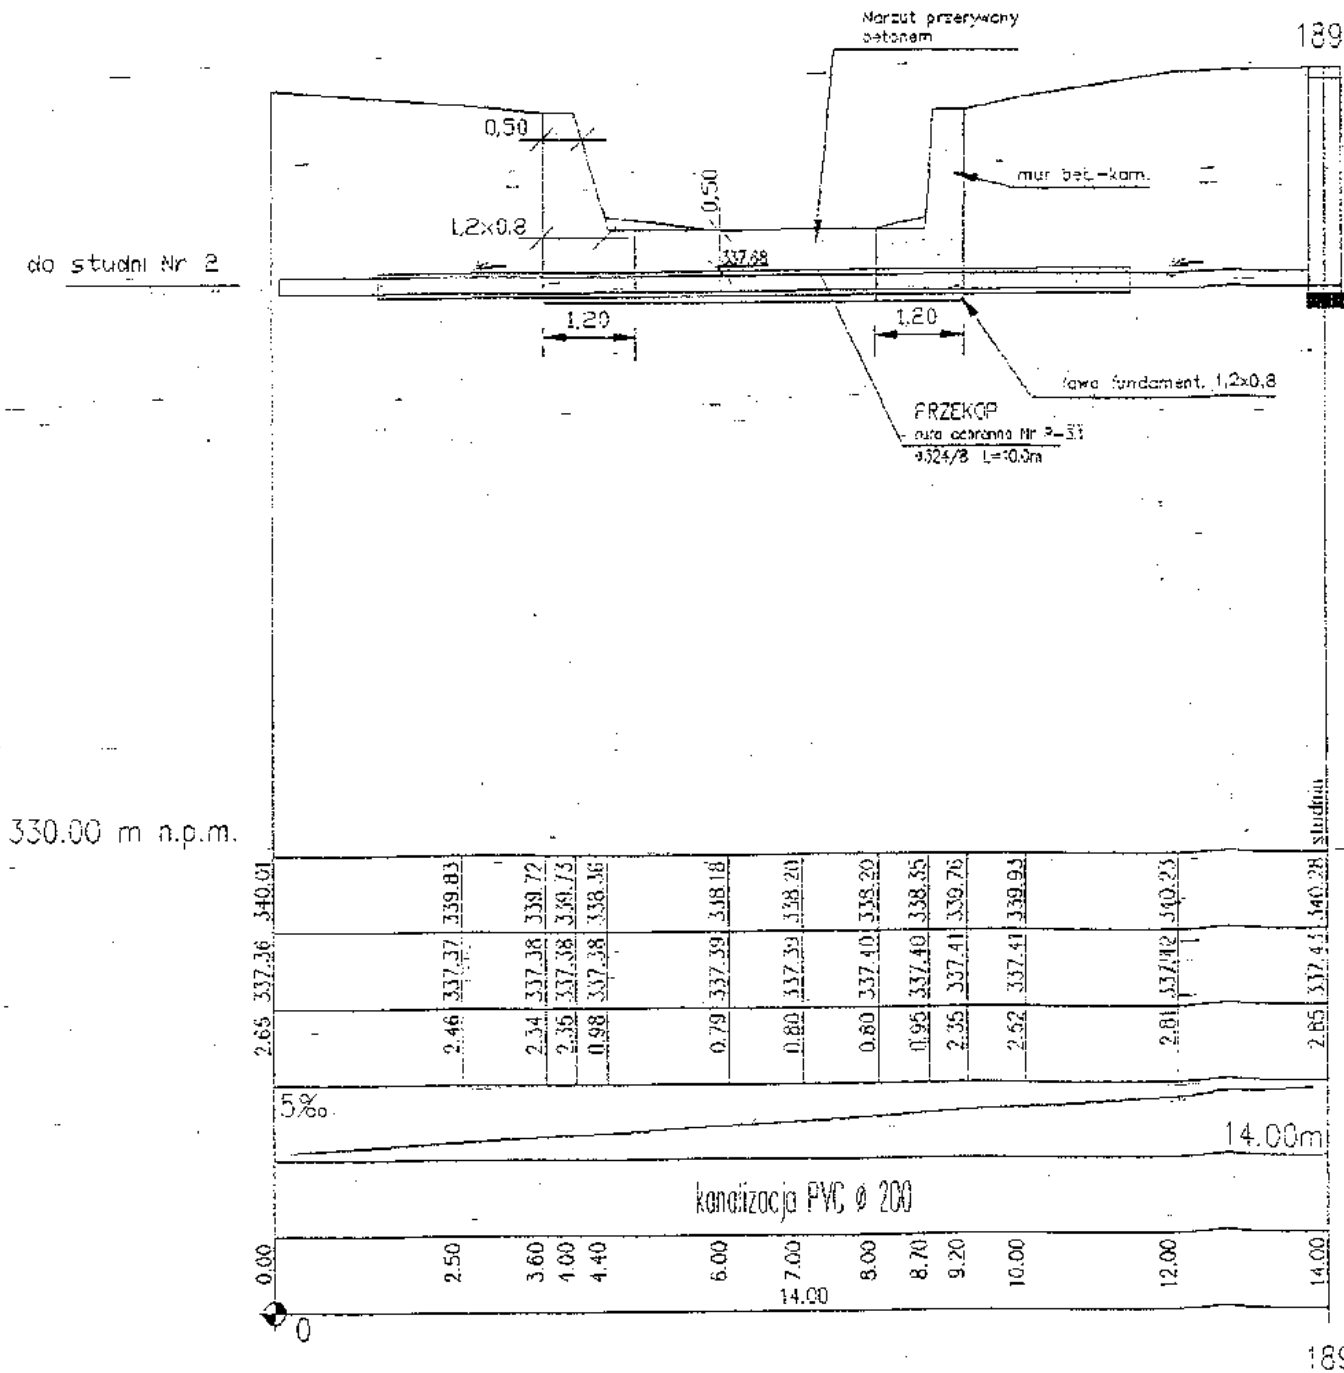 Narzut przerywany
betonem
189
0,50
0,50
mur bet.-kam.
1,2x0,8
337.68
do studni Nr 2
1,20
1,20
ława fundament. 1,2x0,8
PRZEKOP
rura ochronna Nr
L=10.0m
330.00 m n.p.m.
studnia
340.01 339.83 339.72 339.73 338.36 338.18 338.20 338.20 338.35 339.76 339.93 340.23 340.28
337.36 337.37 337.38 337.38 337.38 337.39 337.39 337.40 337.40 337.41 337.41 337.42 337.43
2.65 2.46 2.34 2.35 0.98 0.79 0.80 0.80 0.95 2.35 2.52 2.81 2.85
5‰
14.00m
kanalizacja PVC ø 200
0.00 2.50 3.60 4.00 4.40 6.00 7.00 8.00 8.70 9.20 10.00 12.00 14.00
14.00
0
189